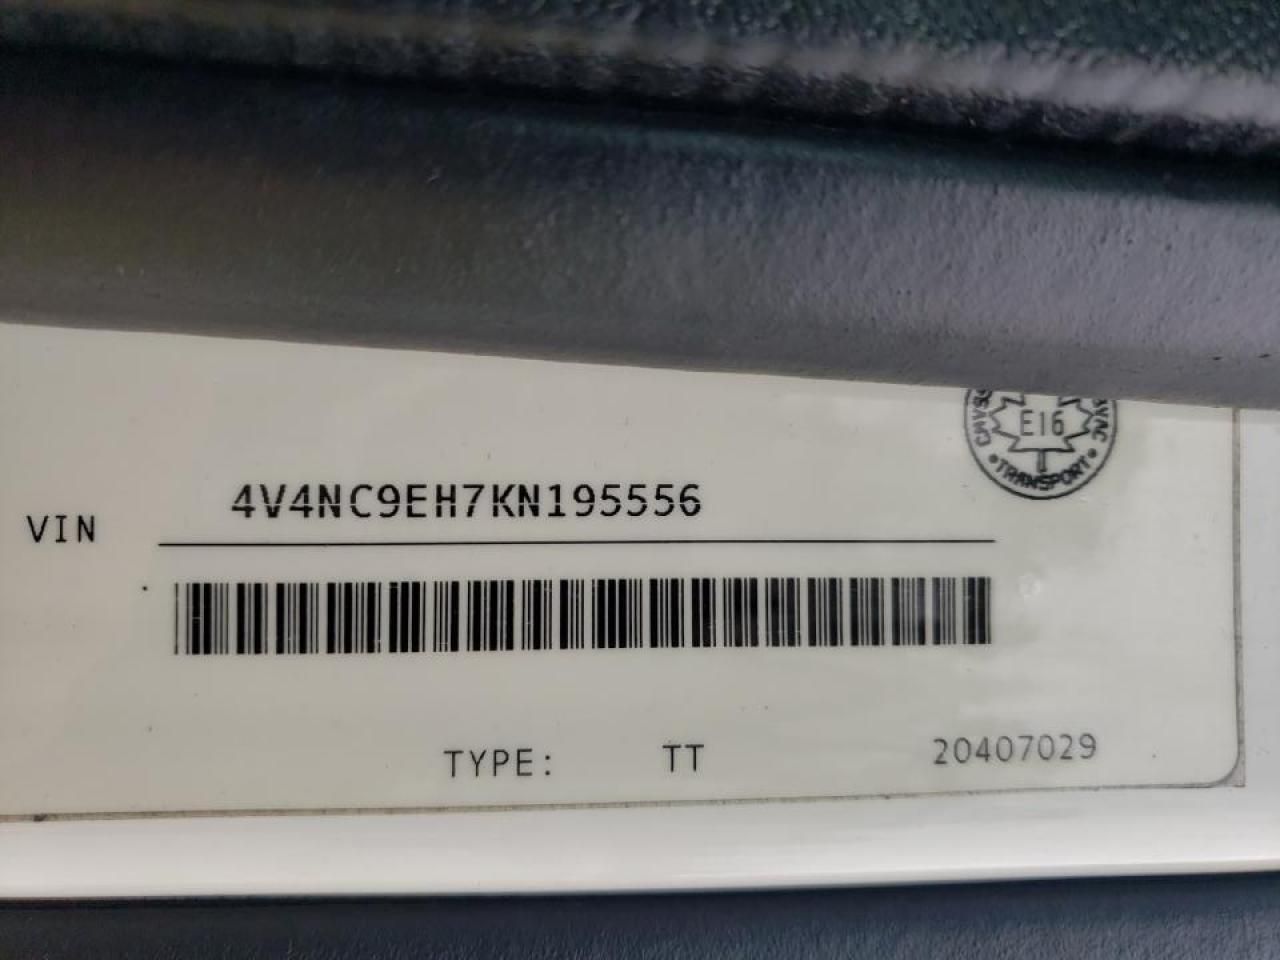 E16
TRANSPORT
VIN 4V4NC9EH7KN195556
TYPE: TT 20407029